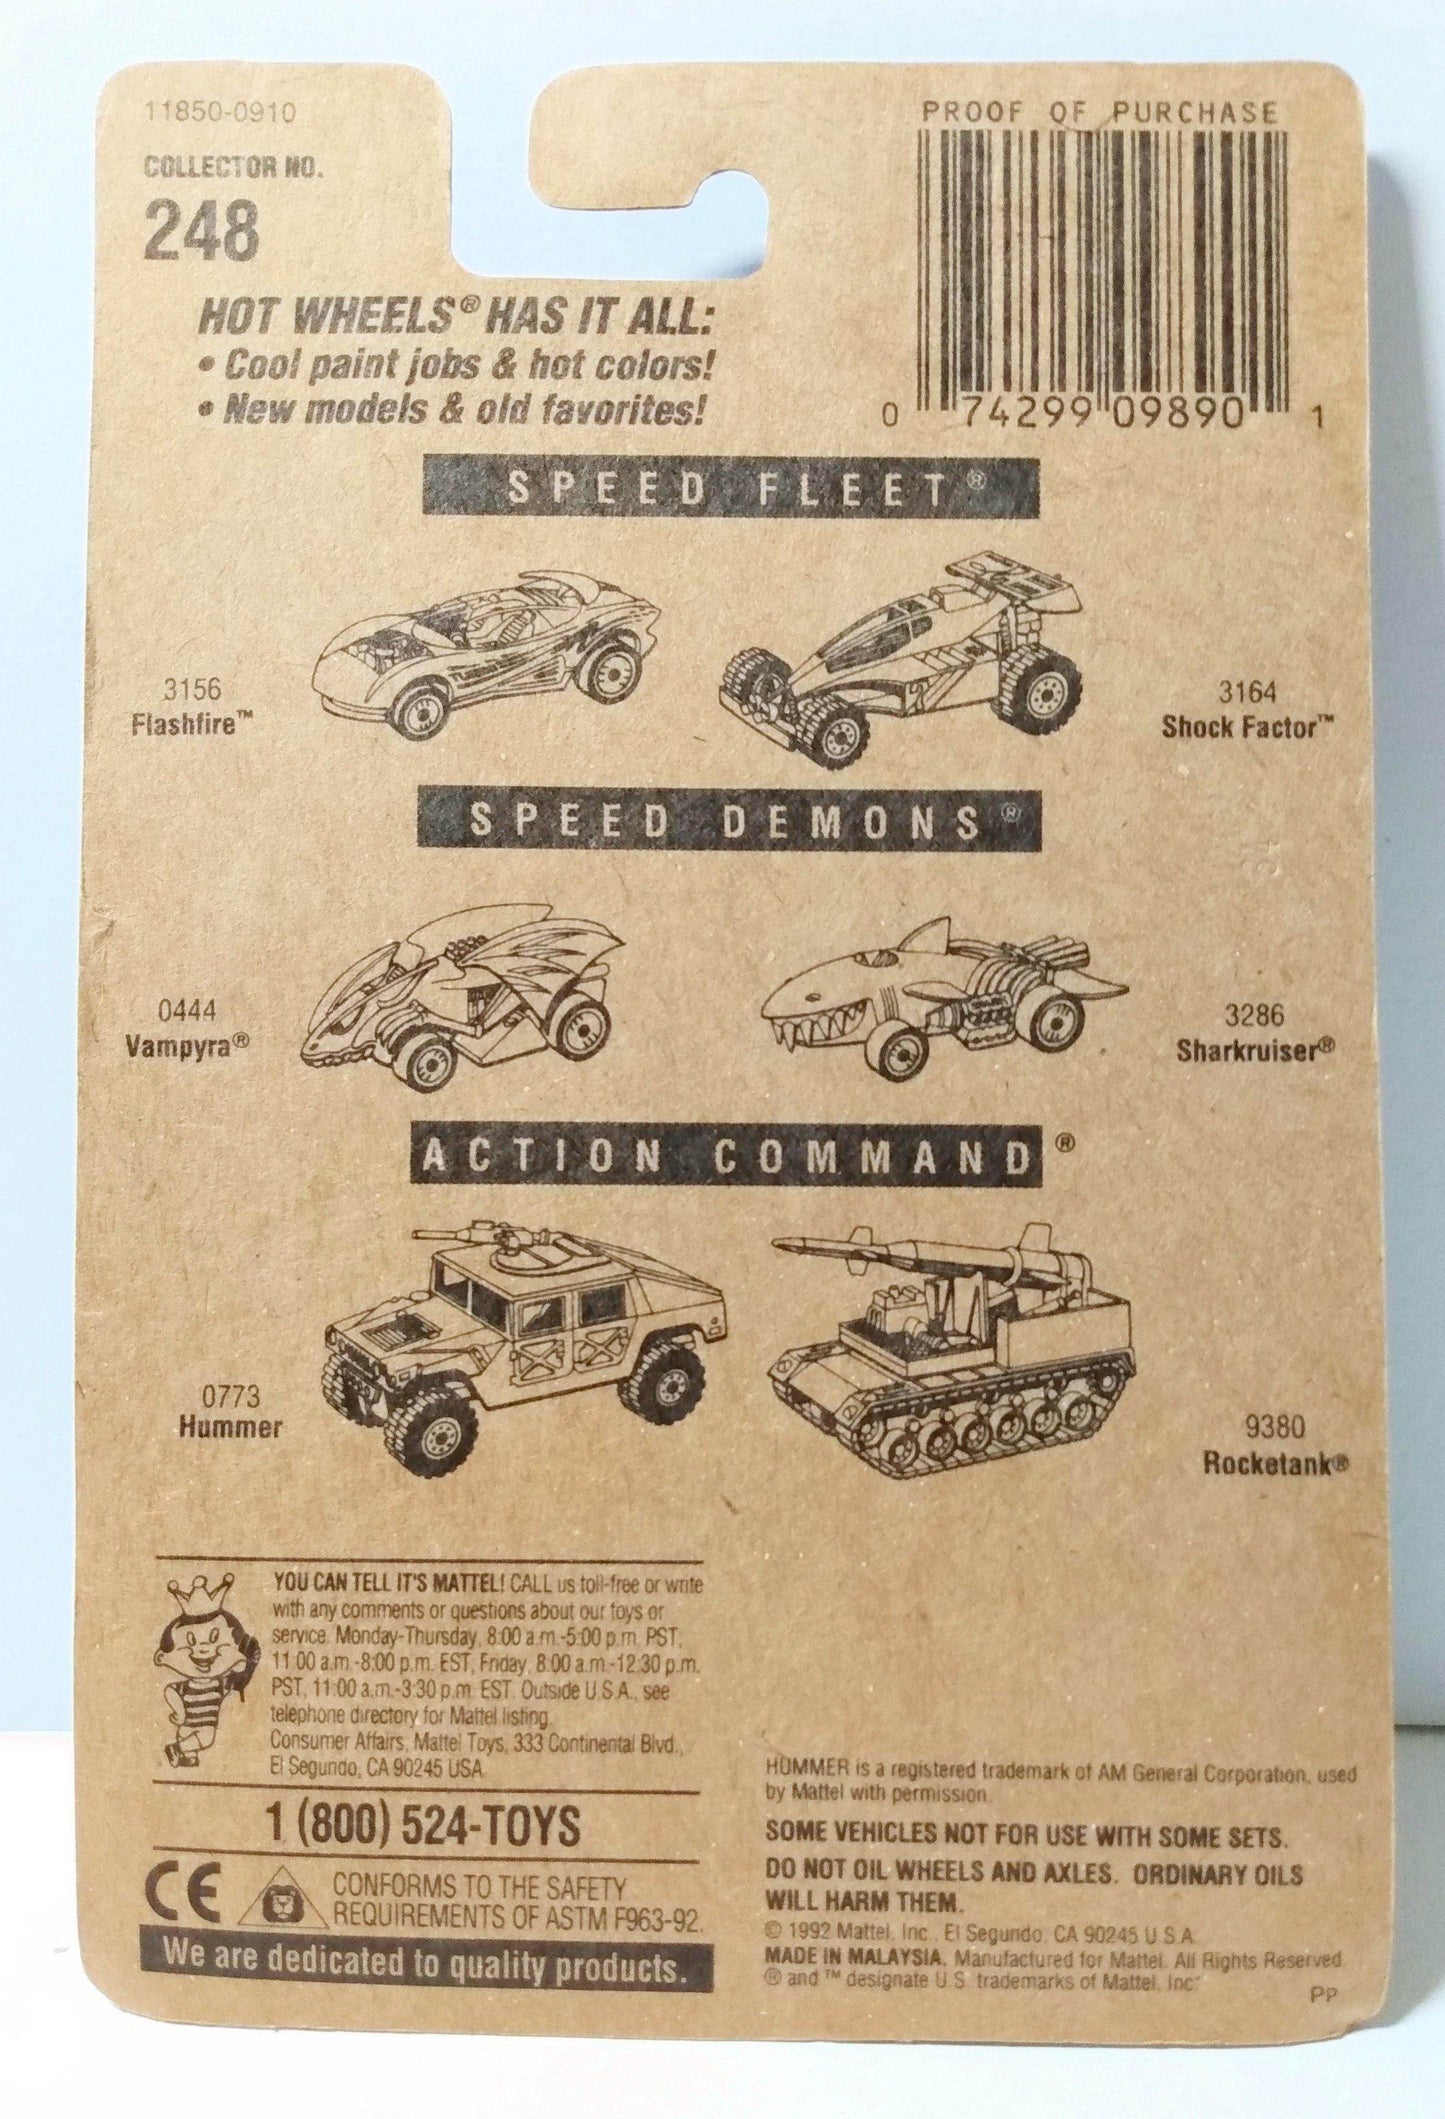 11850-0910
COLLECTOR NO.
248
PROOF OF PURCHASE
0 74299 09890 1
HOT WHEELS® HAS IT ALL:
• Cool paint jobs & hot colors!
• New models & old favorites!
SPEED FLEET®
3156
Flashfire™
TURBO
2
3164
Shock Factor™
SPEED DEMONS®
0444
Vampyra®
3286
Sharkruiser®
ACTION COMMAND®
0773
Hummer
9380
Rocketank®
YOU CAN TELL IT'S MATTEL! CALL us toll-free or write
with any comments or questions about our toys or
service. Monday-Thursday, 8:00 a.m.-5:00 p.m. PST,
11:00 a.m.-8:00 p.m. EST, Friday, 8:00 a.m.-12:30 p.m.
PST, 11:00 a.m.-3:30 p.m. EST. Outside U.S.A., see
telephone directory for Mattel listing.
Consumer Affairs, Mattel Toys, 333 Continental Blvd.,
El Segundo, CA 90245 USA
1 (800) 524-TOYS
CE
CONFORMS TO THE SAFETY
REQUIREMENTS OF ASTM F963-92.
We are dedicated to quality products.
HUMMER is a registered trademark of AM General Corporation, used
by Mattel with permission.
SOME VEHICLES NOT FOR USE WITH SOME SETS.
DO NOT OIL WHEELS AND AXLES. ORDINARY OILS
WILL HARM THEM.
© 1992 Mattel, Inc., El Segundo, CA 90245 U.S.A.
MADE IN MALAYSIA. Manufactured for Mattel. All Rights Reserved.
® and ™ designate U.S. trademarks of Mattel, Inc.
PP